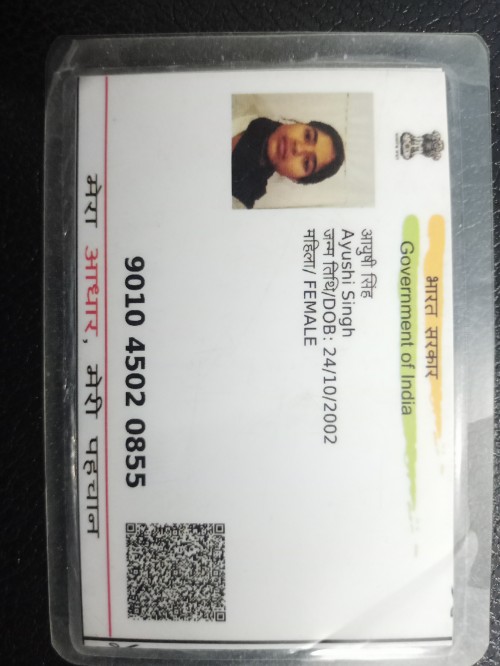 भारत सरकार
Government of India
आयुषी सिंह
Ayushi Singh
जन्म तिथि/DOB: 24/10/2002
महिला/ FEMALE
9010 4502 0855
मेरा आधार, मेरी पहचान